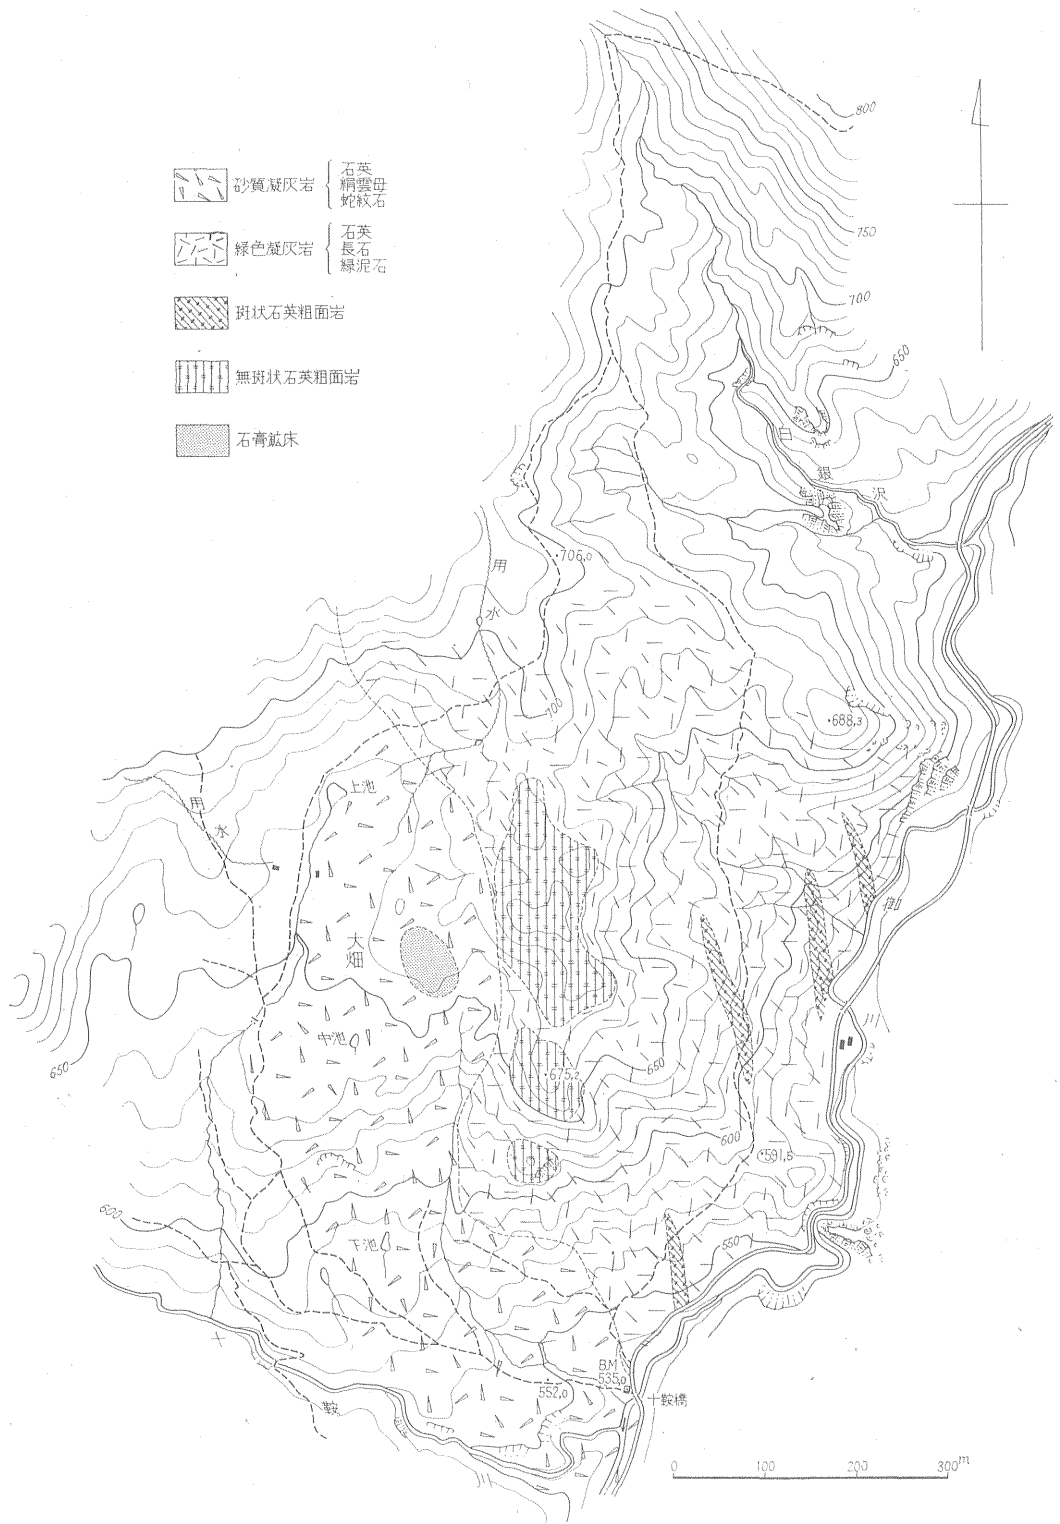 砂質凝灰岩
石英
絹雲母
蛇紋石
緑色凝灰岩
石英
長石
緑泥石
斑状石英粗面岩
無斑状石英粗面岩
石膏鉱床
800
750
700
650
白
銀
沢
用
水
706,0
700
688,3
上池
用
水
大畑
御
川
中池
650
675,2
650
600
591,5
600
下池
550
十
鞍
川
B.M
535,0
552,0
十鞍橋
0 100 200 300m